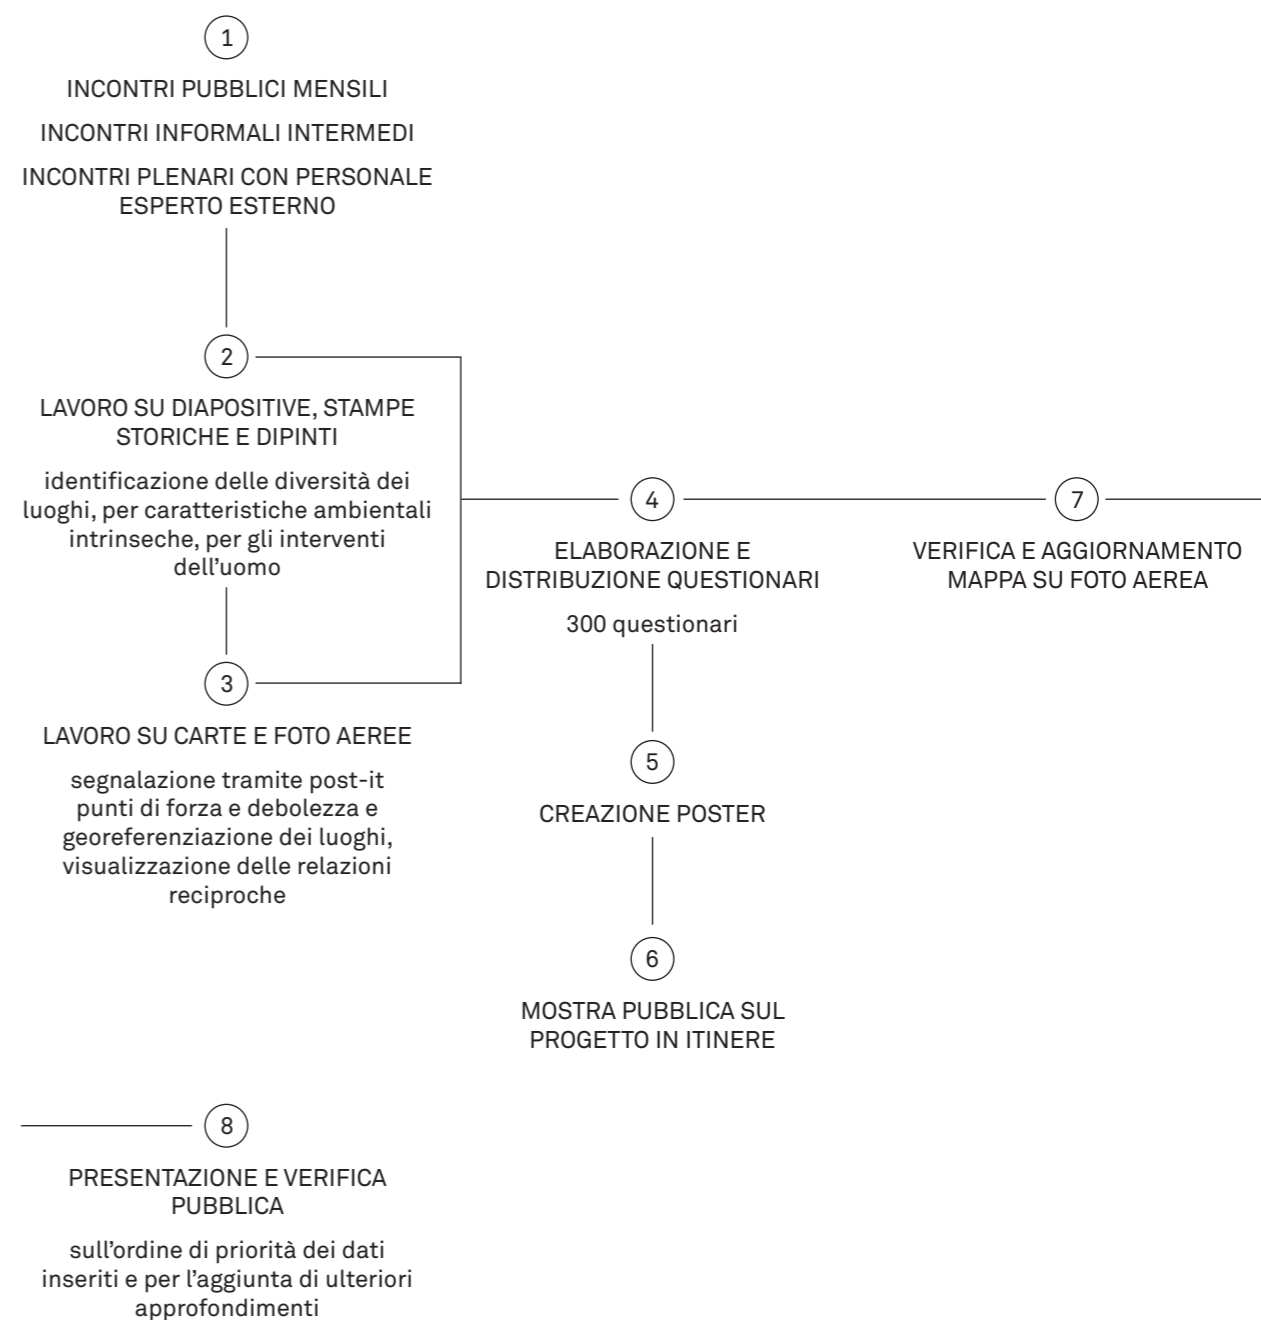 1
INCONTRI PUBBLICI MENSILI
INCONTRI INFORMALI INTERMEDI
INCONTRI PLENARI CON PERSONALE
ESPERTO ESTERNO
2
LAVORO SU DIAPOSITIVE, STAMPE
STORICHE E DIPINTI
identificazione delle diversità dei
luoghi, per caratteristiche ambientali
intrinseche, per gli interventi
dell'uomo
3
LAVORO SU CARTE E FOTO AEREE
segnalazione tramite post-it
punti di forza e debolezza e
georeferenziazione dei luoghi,
visualizzazione delle relazioni
reciproche
4
ELABORAZIONE E
DISTRIBUZIONE QUESTIONARI
300 questionari
5
CREAZIONE POSTER
6
MOSTRA PUBBLICA SUL
PROGETTO IN ITINERE
7
VERIFICA E AGGIORNAMENTO
MAPPA SU FOTO AEREA
8
PRESENTAZIONE E VERIFICA
PUBBLICA
sull'ordine di priorità dei dati
inseriti e per l'aggiunta di ulteriori
approfondimenti